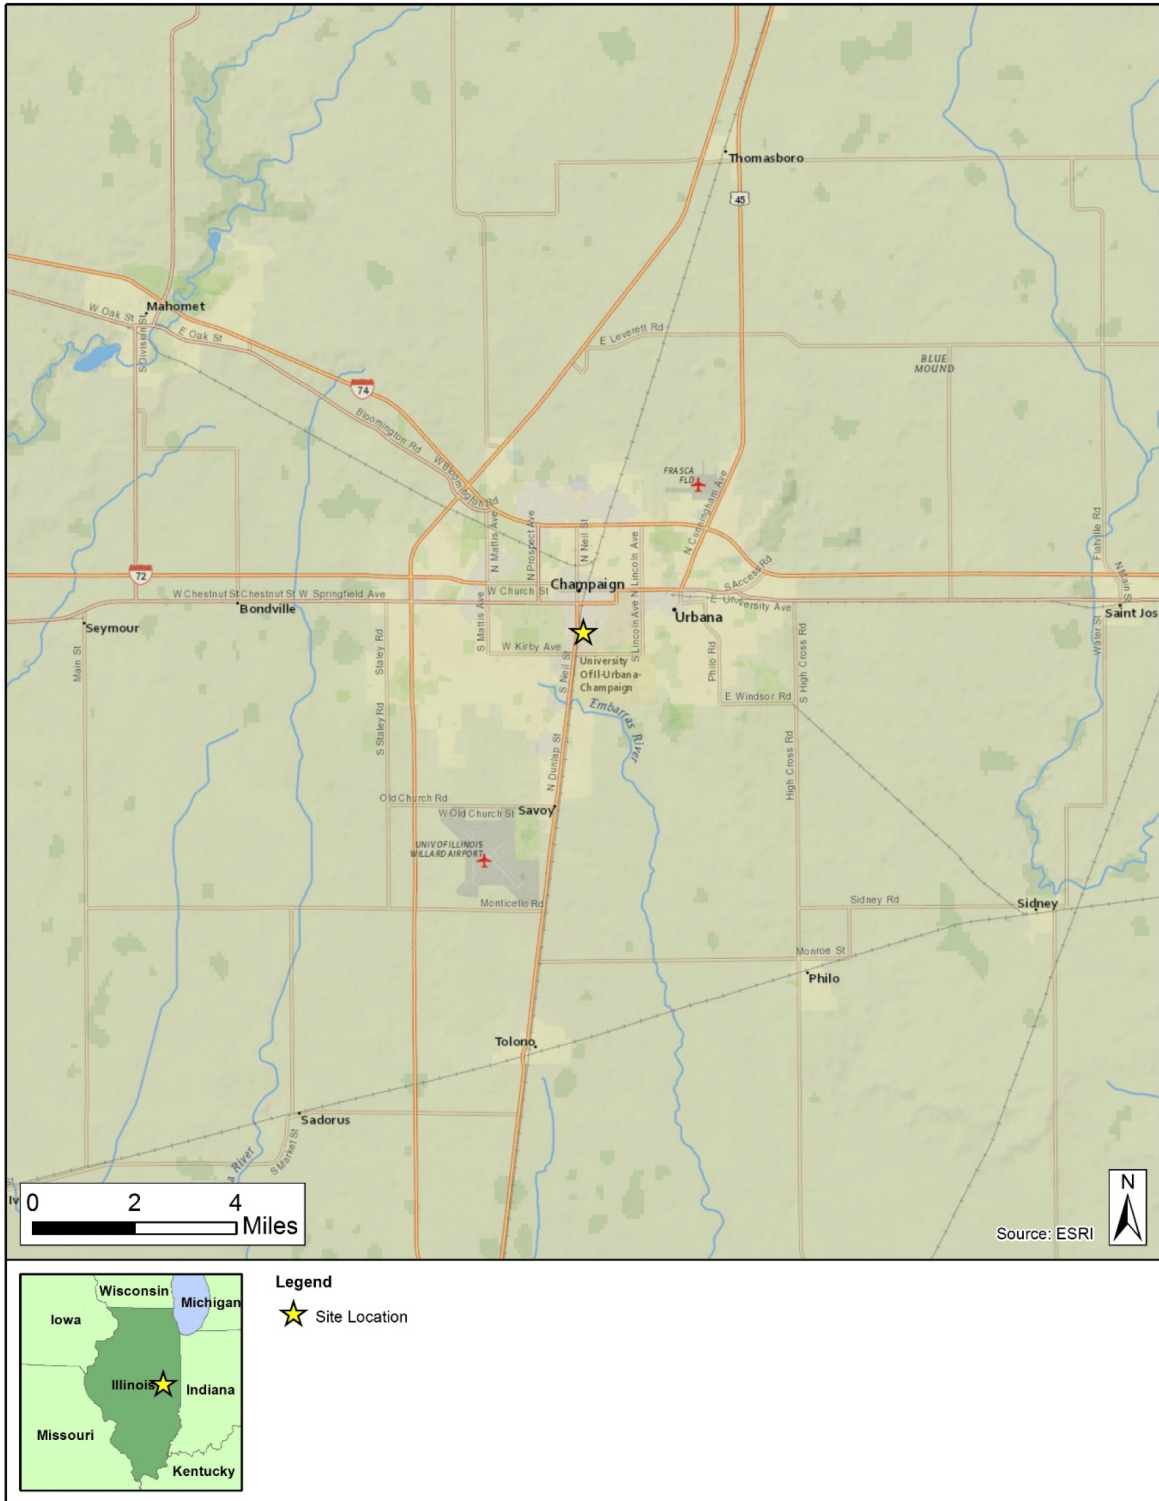 Thomasboro
45
Mahomet
W Oak St
E Oak St
S Division St
E Leverett Rd
BLUE
MOUND
74
Bloomington Rd
W Bloomington Rd
FRASCA
FLD
N Cunningham Ave
Flatville Rd
N Mattis Ave
N Prospect Ave
N Neil St
N Lincoln Ave
72
S Access Rd
N Main St
Champaign
W Church St
W Chestnut St
Chestnut St
W Springfield Ave
E University Ave
Bondville
Urbana
Saint Jos
Seymour
Main St
Staley Rd
S Mattis Ave
W Kirby Ave
S Lincoln Ave
S Neil St
University
Of Il-Urbana-
Champaign
Philo Rd
S High Cross Rd
Water St
E Windsor Rd
Embarras River
S Staley Rd
N Dunlap St
High Cross Rd
Old Church Rd
W Old Church St
Savoy
UNIV OF ILLINOIS
WILLARD AIRPORT
Monticello Rd
Sidney Rd
Sidney
Monroe St
Philo
Tolono
Sadorus
S Market St
a River
Iv
0 2 4
Miles
N
Source: ESRI
Wisconsin
Michigan
Iowa
Illinois
Indiana
Missouri
Kentucky
Legend
Site Location